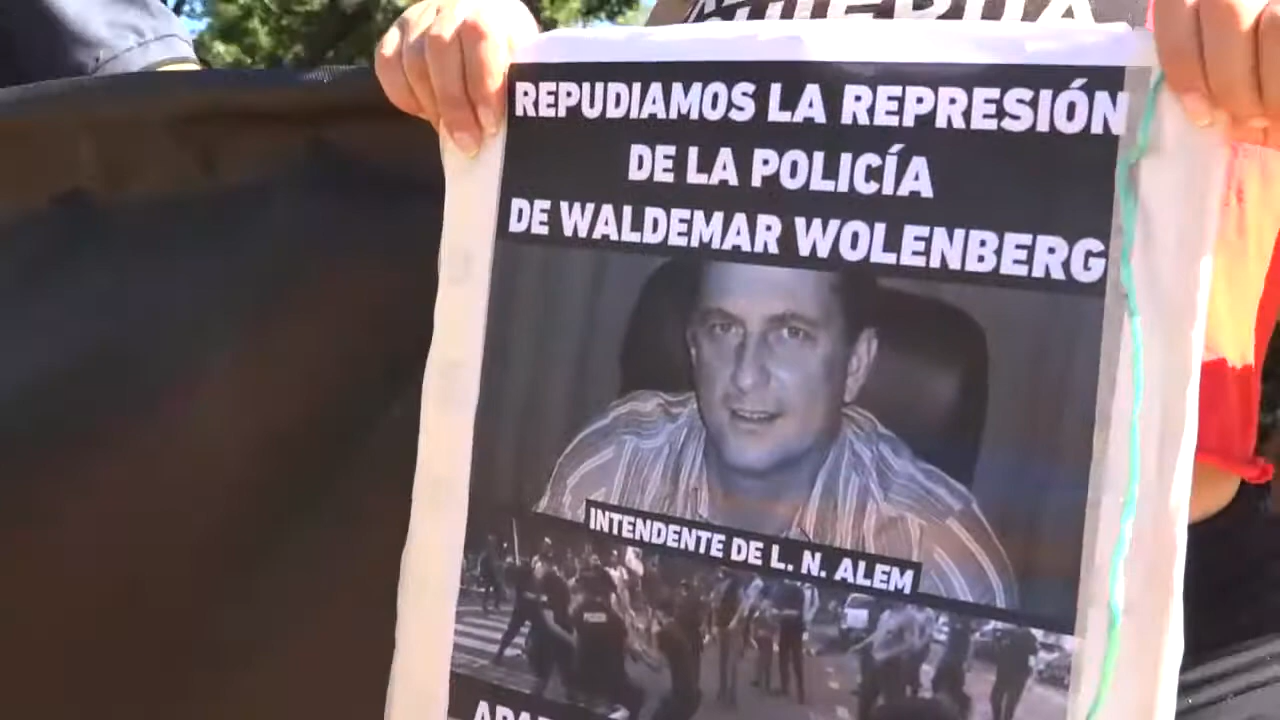 REPUDIAMOS LA REPRESIÓN
DE LA POLICÍA
DE WALDEMAR WOLENBERG
INTENDENTE DE L. N. ALEM